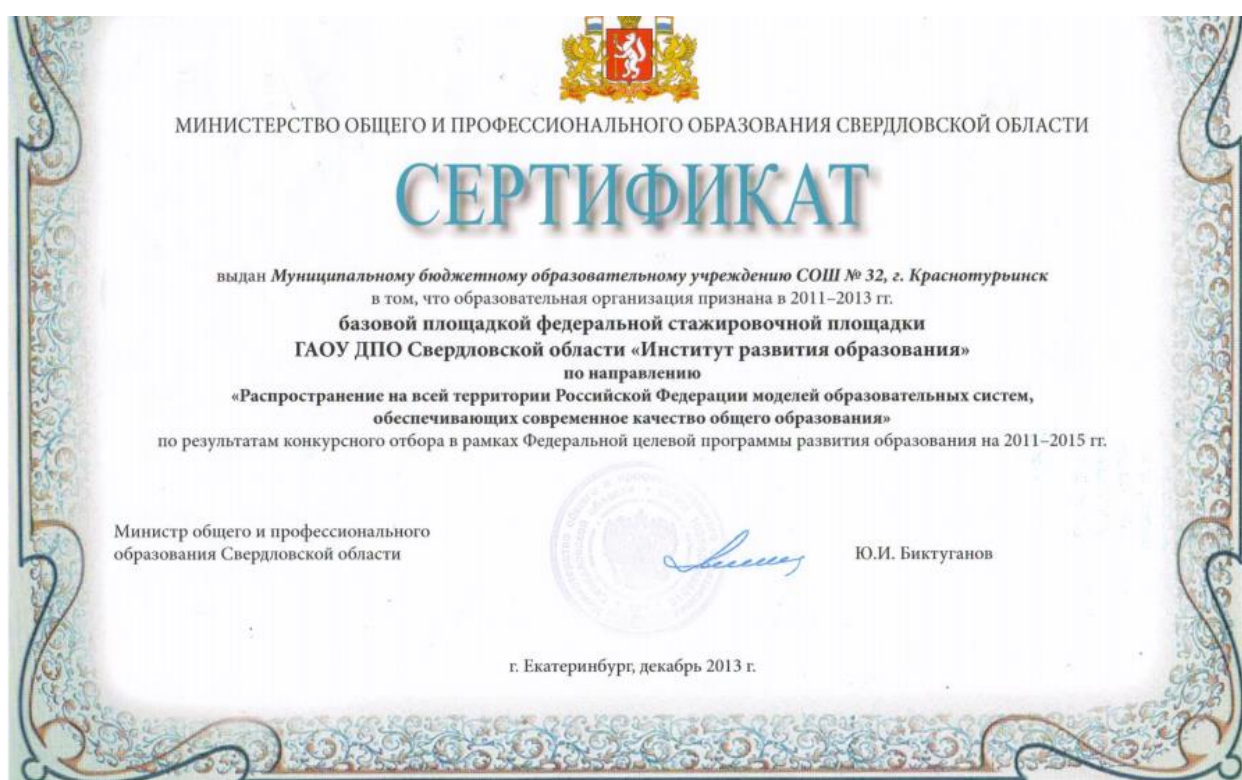 МИНИСТЕРСТВО ОБЩЕГО И ПРОФЕССИОНАЛЬНОГО ОБРАЗОВАНИЯ СВЕРДЛОВСКОЙ ОБЛАСТИ
СЕРТИФИКАТ
выдан Муниципальному бюджетному образовательному учреждению СОШ № 32, г. Краснотурьинск
в том, что образовательная организация признана в 2011–2013 гг.
базовой площадкой федеральной стажировочной площадки
ГАОУ ДПО Свердловской области «Институт развития образования»
по направлению
«Распространение на всей территории Российской Федерации моделей образовательных систем,
обеспечивающих современное качество общего образования»
по результатам конкурсного отбора в рамках Федеральной целевой программы развития образования на 2011–2015 гг.
Министр общего и профессионального
образования Свердловской области
Ю.И. Биктуганов
г. Екатеринбург, декабрь 2013 г.